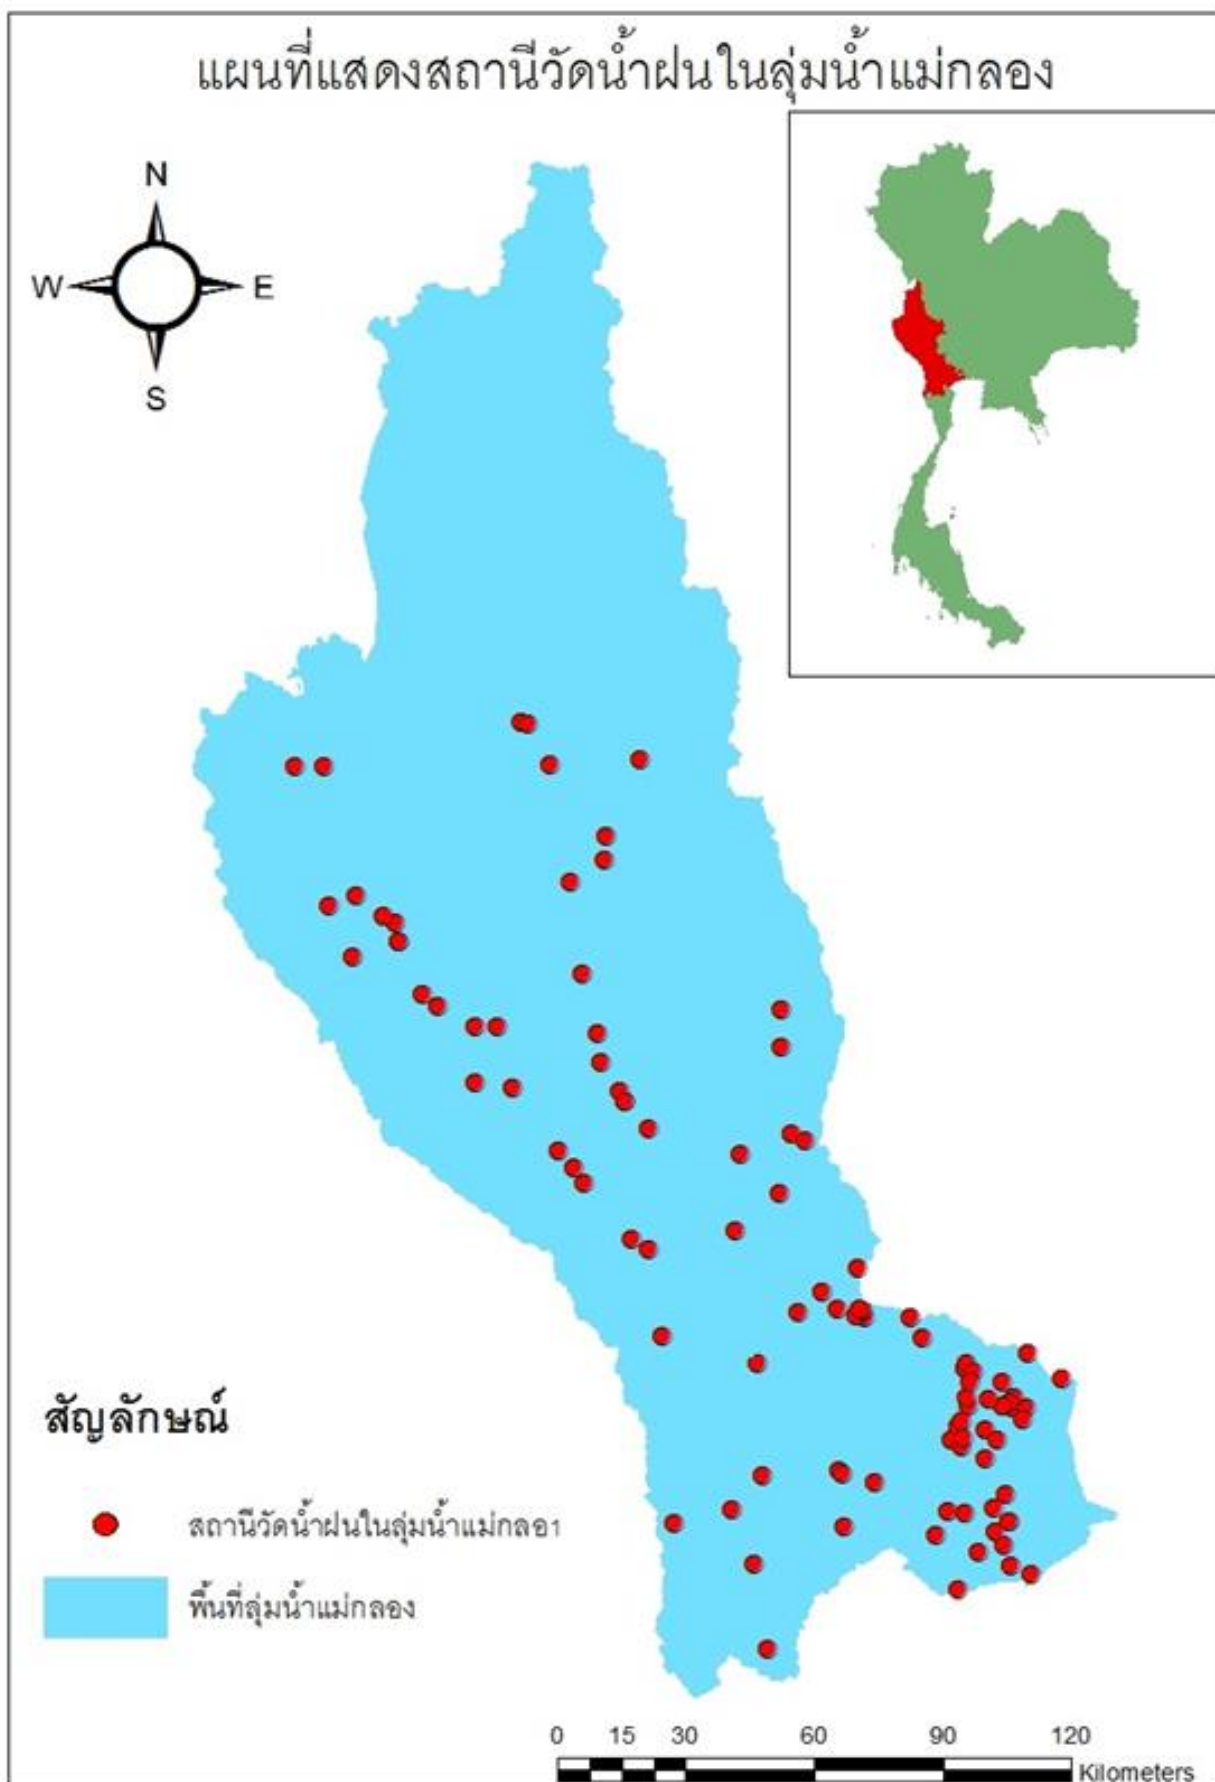 แผนที่แสดงสถานีวัดน้ำฝนในลุ่มน้ำแม่กลอง
N
W E
S
สัญลักษณ์
สถานีวัดน้ำฝนในลุ่มน้ำแม่กลอ1
พื้นที่ลุ่มน้ำแม่กลอง
0 15 30 60 90 120
Kilometers